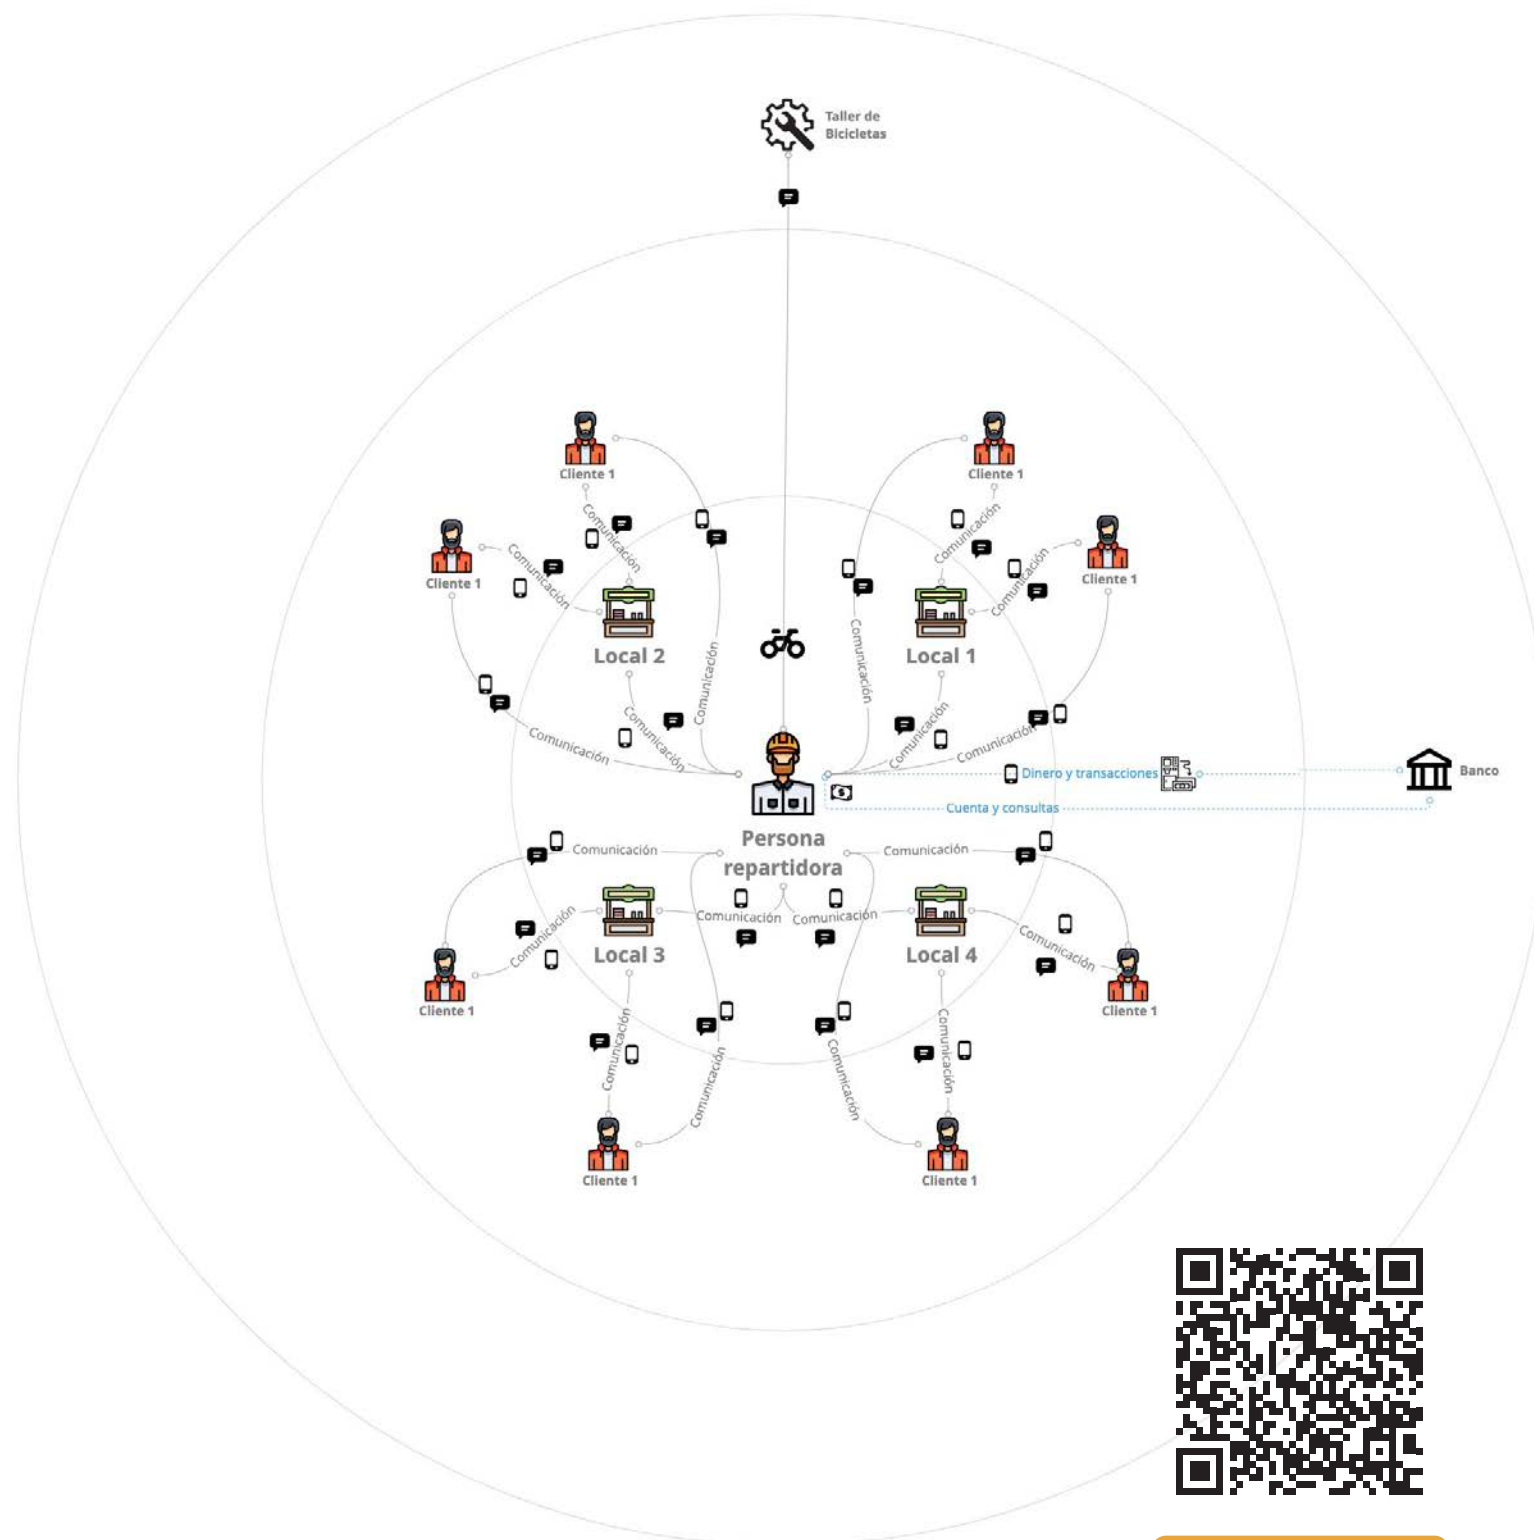 Taller de
Bicicletas
Cliente 1
Cliente 1
Cliente 1
Cliente 1
Comunicación
Comunicación
Comunicación
Comunicación
Local 2
Local 1
Comunicación
Comunicación
Comunicación
Comunicación
Comunicación
Comunicación
Dinero y transacciones
Banco
Cuenta y consultas
Persona
repartidora
Comunicación
Comunicación
Comunicación
Comunicación
Comunicación
Comunicación
Local 3
Local 4
Cliente 1
Cliente 1
Comunicación
Comunicación
Comunicación
Comunicación
Cliente 1
Cliente 1